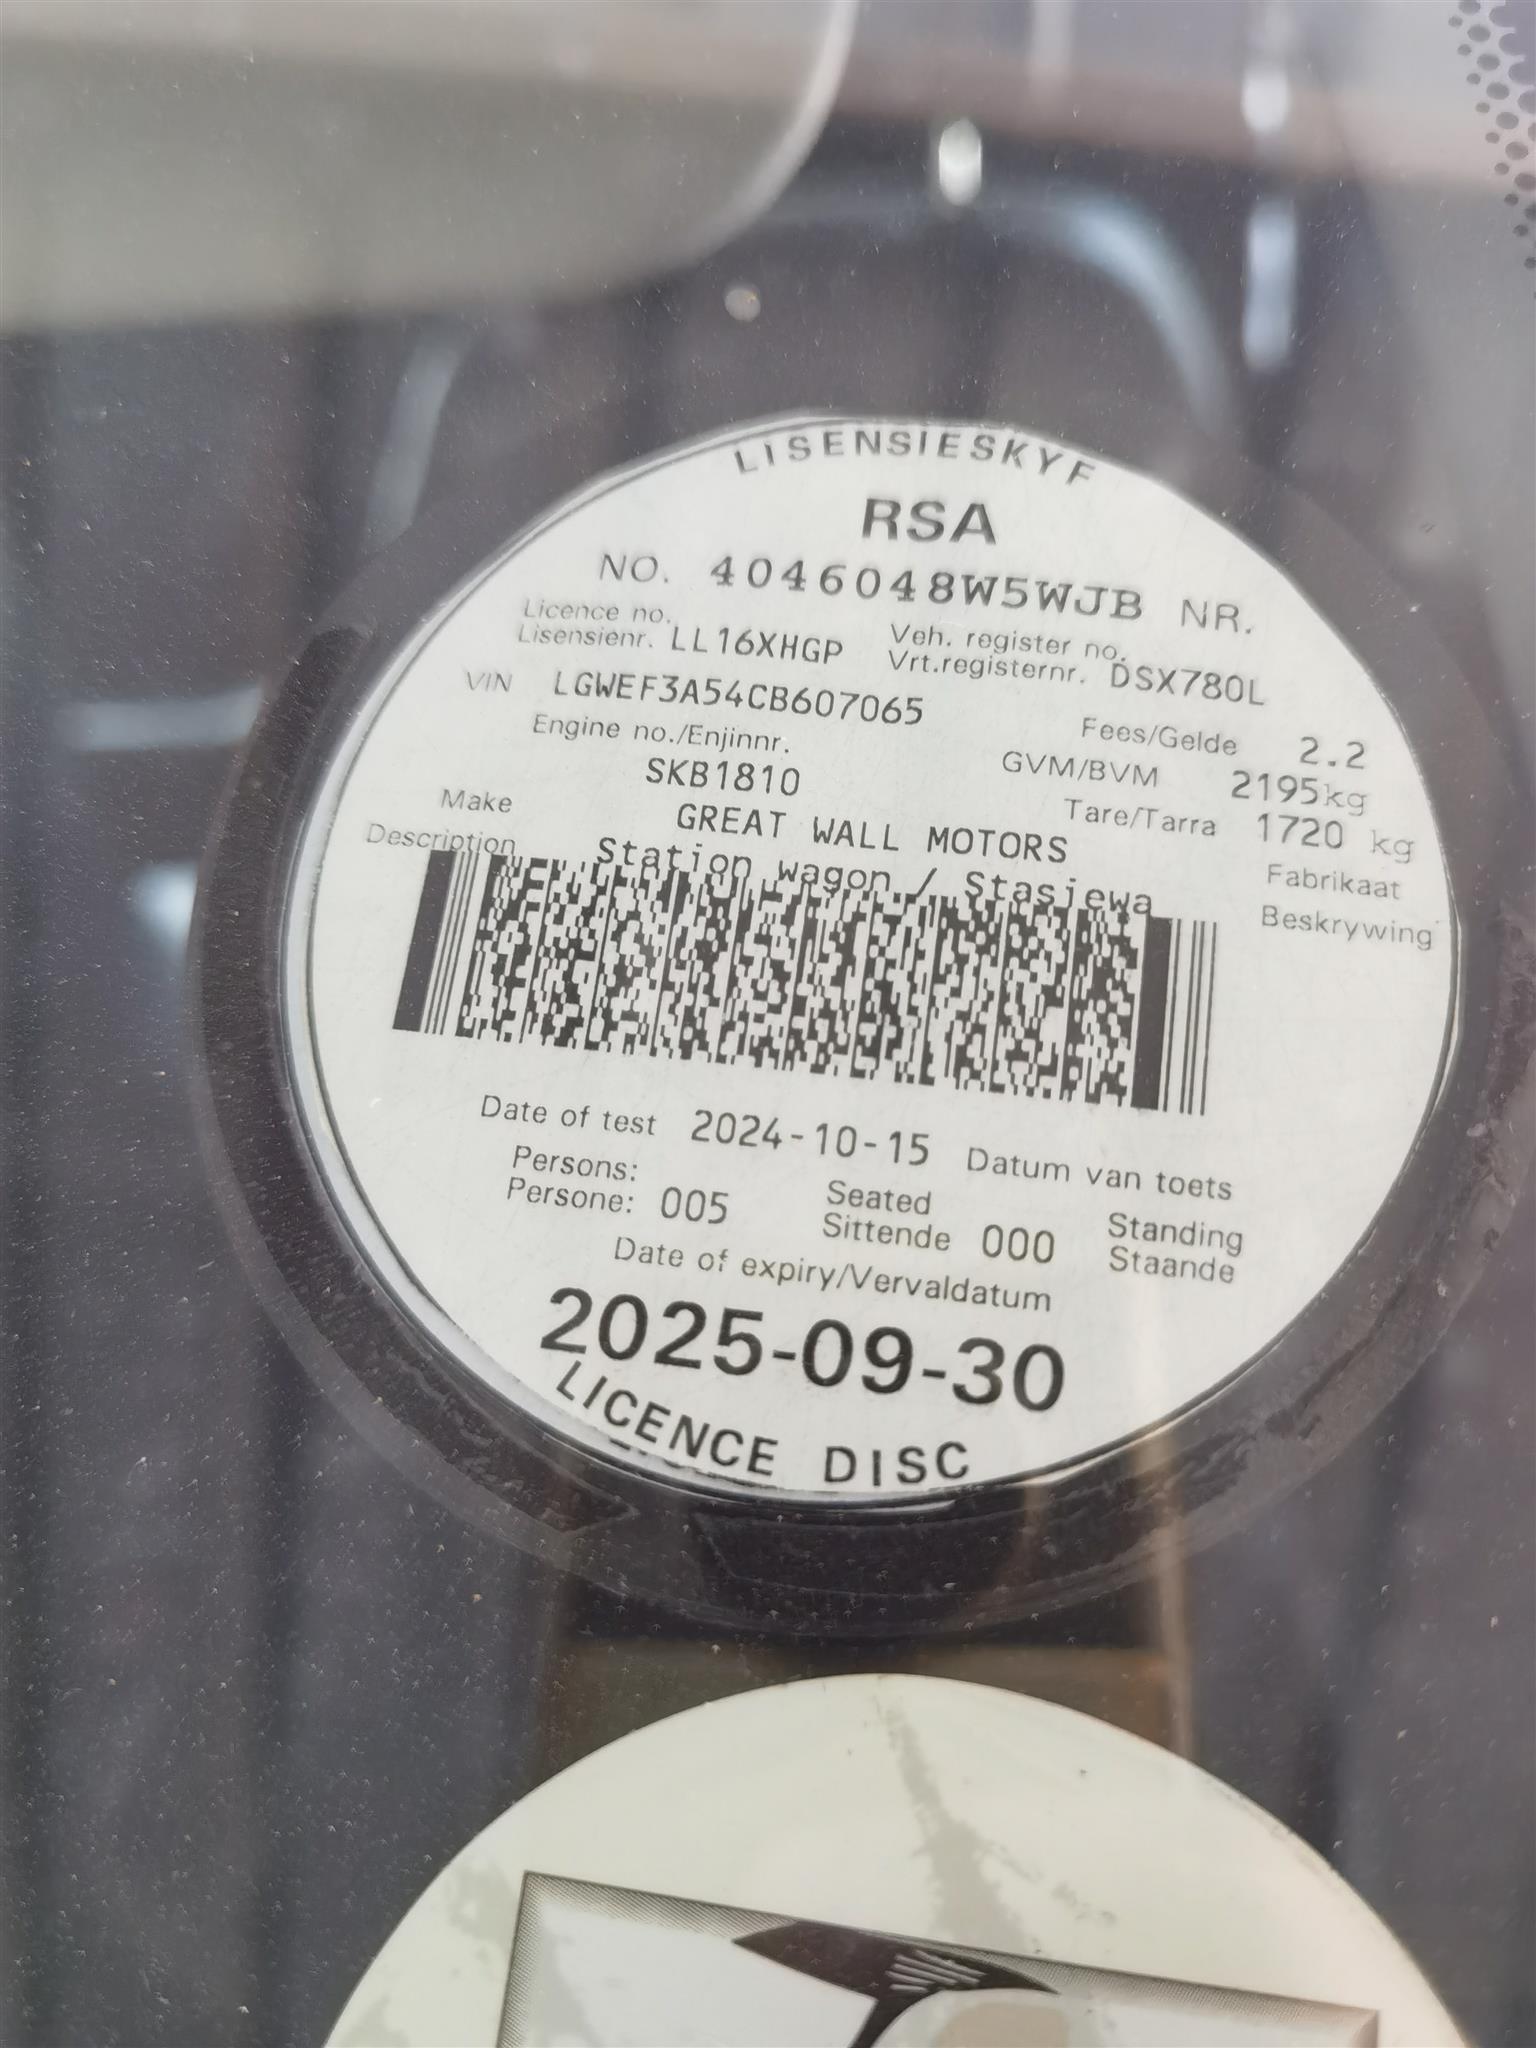 LISENSIESKYF
RSA
NO. 4046048W5WJB NR.
Licence no.
Lisensienr. LL16XHGP
Veh. register no.
Vrt.registernr. DSX780L
VIN LGWEF3A54CB607065
Engine no./Enjinnr.
SKB1810
Fees/Gelde 2.2
GVM/BVM 2195kg
Tare/Tarra 1720 kg
Make GREAT WALL MOTORS Fabrikaat
Description Station wagon / Stasiewa Beskrywing
Date of test 2024-10-15 Datum van toets
Persons: Seated Standing
Persone: 005 Sittende 000 Staande
Date of expiry/Vervaldatum
2025-09-30
LICENCE DISC